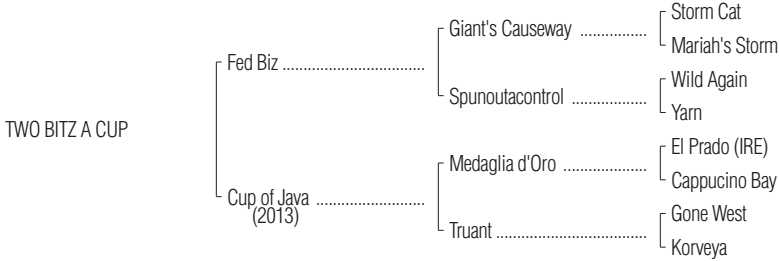 Storm Cat
Giant's Causeway ................
Mariah's Storm
Fed Biz ..................................
Wild Again
Spunoutacontrol ..................
Yarn
TWO BITZ A CUP
El Prado (IRE)
Medaglia d'Oro ....................
Cappucino Bay
Cup of Java ..........................
(2013)
Gone West
Truant ....................................
Korveya